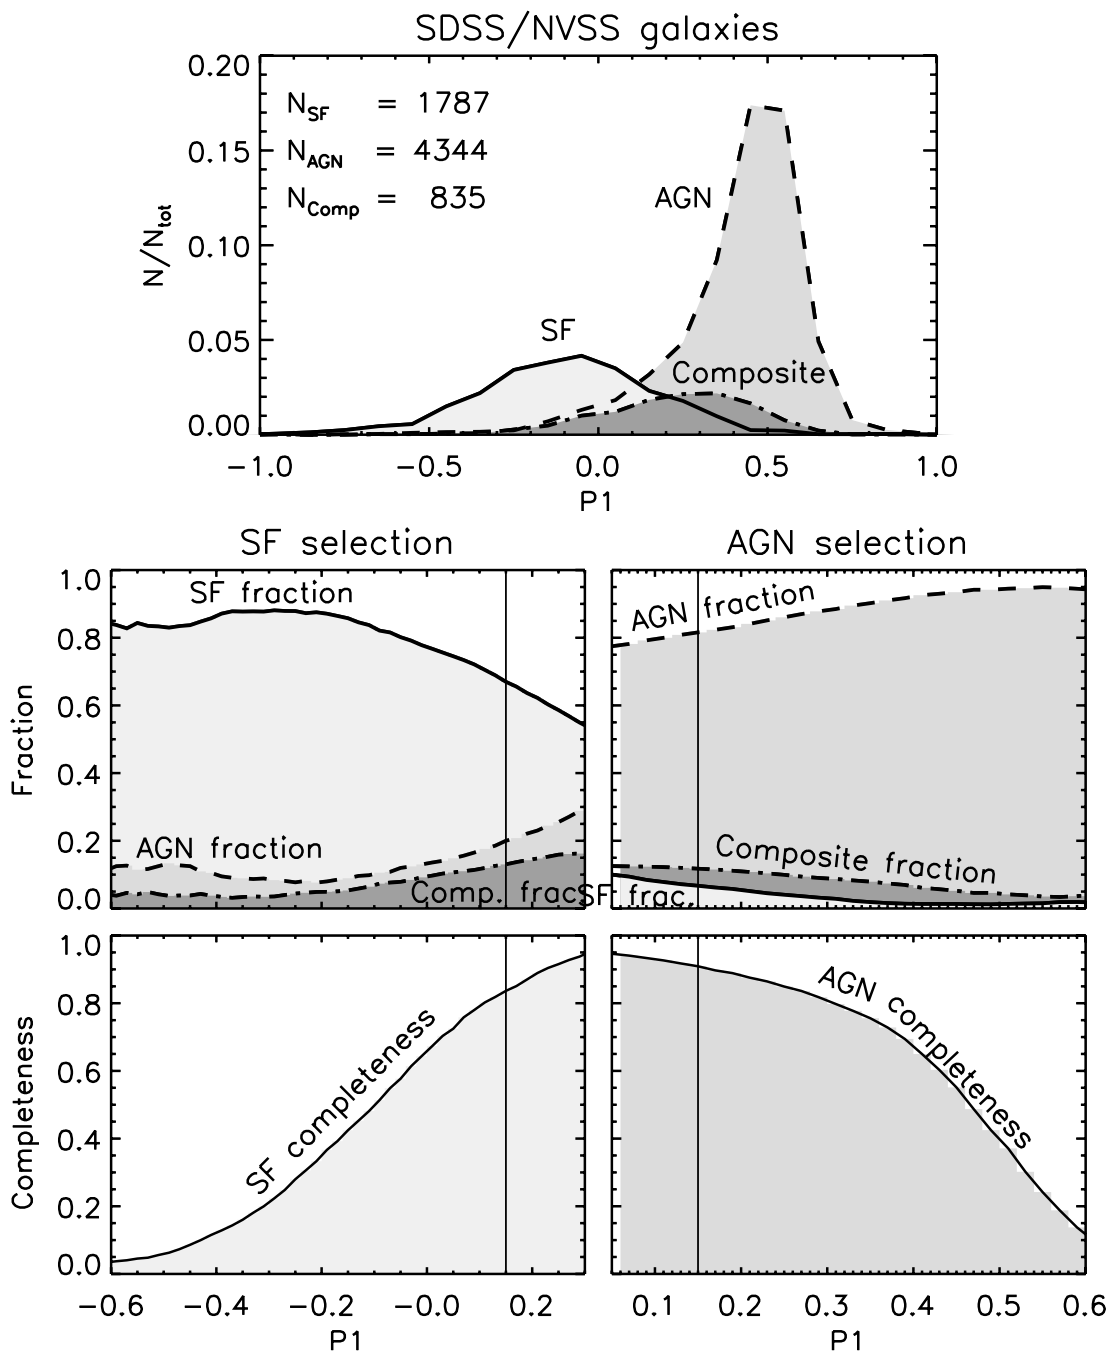 SDSS/NVSS galaxies
0.20
N_SF = 1787
0.15
N_AGN = 4344
AGN
N_Comp = 835
N/N_tot
0.10
SF
0.05
Composite
0.00
−1.0 −0.5 0.0 0.5 1.0
P1
SF selection AGN selection
1.0
SF fraction
AGN fraction
0.8
0.6
Fraction
0.4
0.2
AGN fraction
Composite fraction
Comp. frac.
SF frac.
0.0
1.0
AGN completeness
0.8
SF completeness
Completeness
0.6
0.4
0.2
0.0
−0.6 −0.4 −0.2 −0.0 0.2 0.1 0.2 0.3 0.4 0.5 0.6
P1 P1